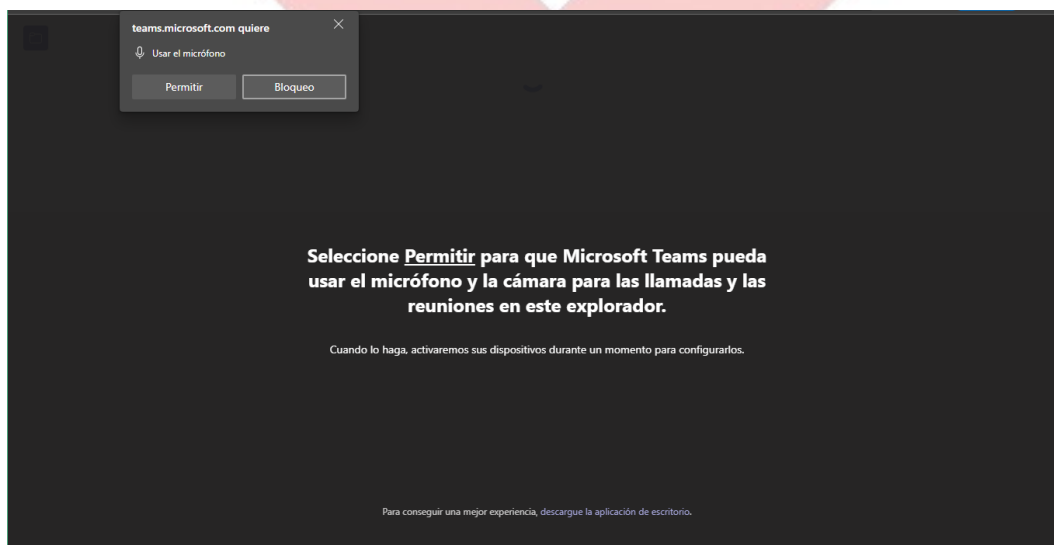 teams.microsoft.com quiere
Usar el micrófono
Permitir
Bloqueo
Seleccione Permitir para que Microsoft Teams pueda
usar el micrófono y la cámara para las llamadas y las
reuniones en este explorador.
Cuando lo haga, activaremos sus dispositivos durante un momento para configurarlos.
Para conseguir una mejor experiencia, descargue la aplicación de escritorio.